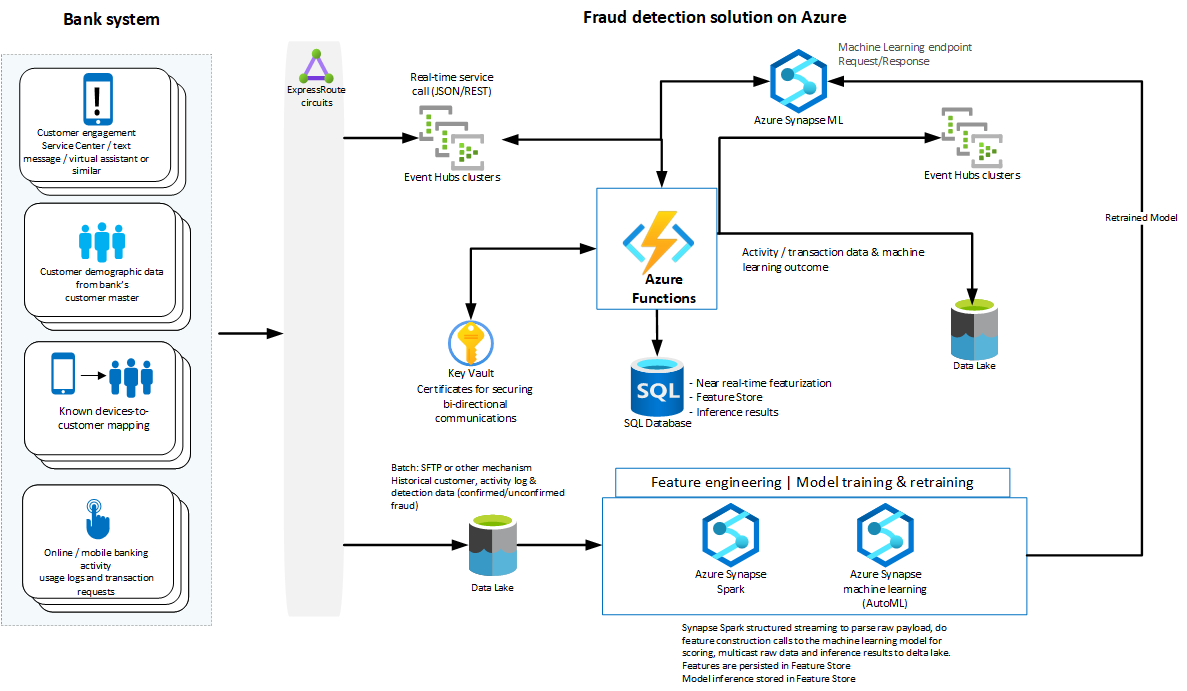 Bank system
Fraud detection solution on Azure
Customer engagement
Service Center / text
message / virtual assistant or
similar
Customer demographic data
from bank's
customer master
Known devices-to-
customer mapping
Online / mobile banking
activity
usage logs and transaction
requests
ExpressRoute
circuits
Real-time service
call (JSON/REST)
Event Hubs clusters
Machine Learning endpoint
Request/Response
Azure Synapse ML
Event Hubs clusters
Retrained Model
Azure
Functions
Activity / transaction data & machine
learning outcome
Data Lake
Key Vault
Certificates for securing
bi-directional
communications
SQL
SQL Database
- Near real-time featurization
- Feature Store
- Inference results
Batch: SFTP or other mechanism
Historical customer, activity log &
detection data (confirmed/unconfirmed
fraud)
Data Lake
Feature engineering | Model training & retraining
Azure Synapse
Spark
Azure Synapse
machine learning
(AutoML)
Synapse Spark structured streaming to parse raw payload, do
feature construction calls to the machine learning model for
scoring, multicast raw data and inference results to delta lake.
Features are persisted in Feature Store
Model inference stored in Feature Store